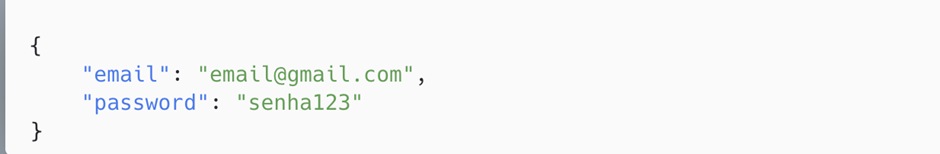 {
    "email": "email@gmail.com",
    "password": "senha123"
}